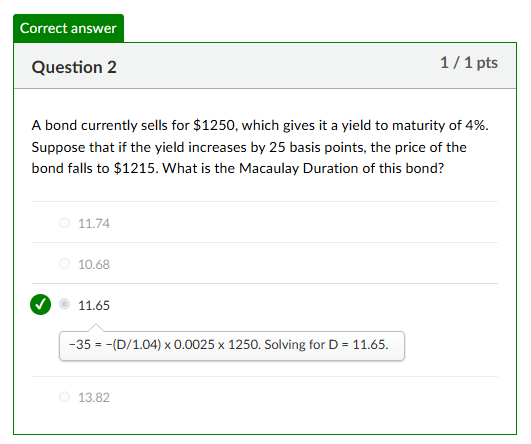 Correct answer
Question 2
1 / 1 pts
A bond currently sells for $1250, which gives it a yield to maturity of 4%.
Suppose that if the yield increases by 25 basis points, the price of the
bond falls to $1215. What is the Macaulay Duration of this bond?
11.74
10.68
11.65
−35 = −(D/1.04) x 0.0025 x 1250. Solving for D = 11.65.
13.82